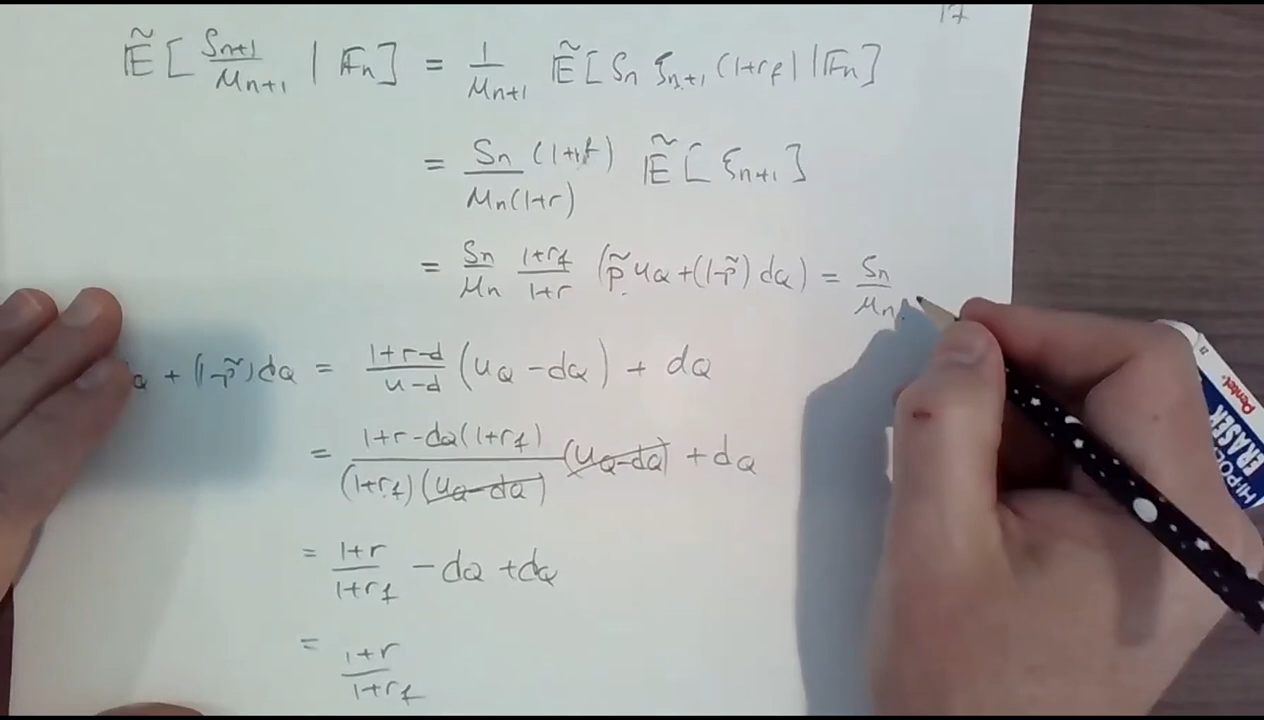 17
Ẽ[ Sn+1/Mn+1 | Fn] = 1/Mn+1 Ẽ[Sn ξn+1 (1+rf) | Fn]
= Sn (1+rf)/Mn(1+r) Ẽ[ξn+1]
= Sn/Mn 1+rf/1+r (p̃ uQ+(1-p̃) dQ) = Sn/Mn
Q + (1-p̃)dQ = 1+r-d/u-d (uQ-dQ) + dQ
= 1+r-dQ(1+rf)/(1+rf)(uQ-dQ) (uQ-dQ) + dQ
= 1+r/1+rf - dQ + dQ
= 1+r/1+rf
Pentel
HI-POL
ERASER